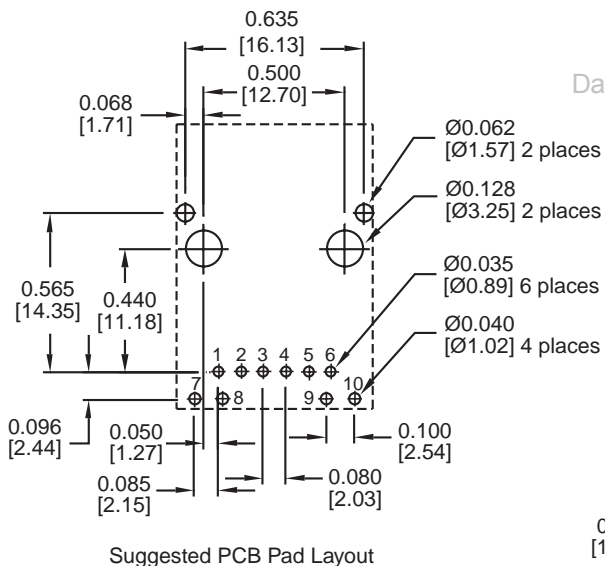 0.635
[16.13]
0.500
[12.70]
0.068
[1.71]
Da
Ø0.062
[Ø1.57] 2 places
Ø0.128
[Ø3.25] 2 places
0.565
[14.35]
0.440
[11.18]
Ø0.035
[Ø0.89] 6 places
Ø0.040
[Ø1.02] 4 places
1 2 3 4 5 6
7 8 9 10
0.096
[2.44]
0.050
[1.27]
0.100
[2.54]
0.085
[2.15]
0.080
[2.03]
Suggested PCB Pad Layout
0
[1